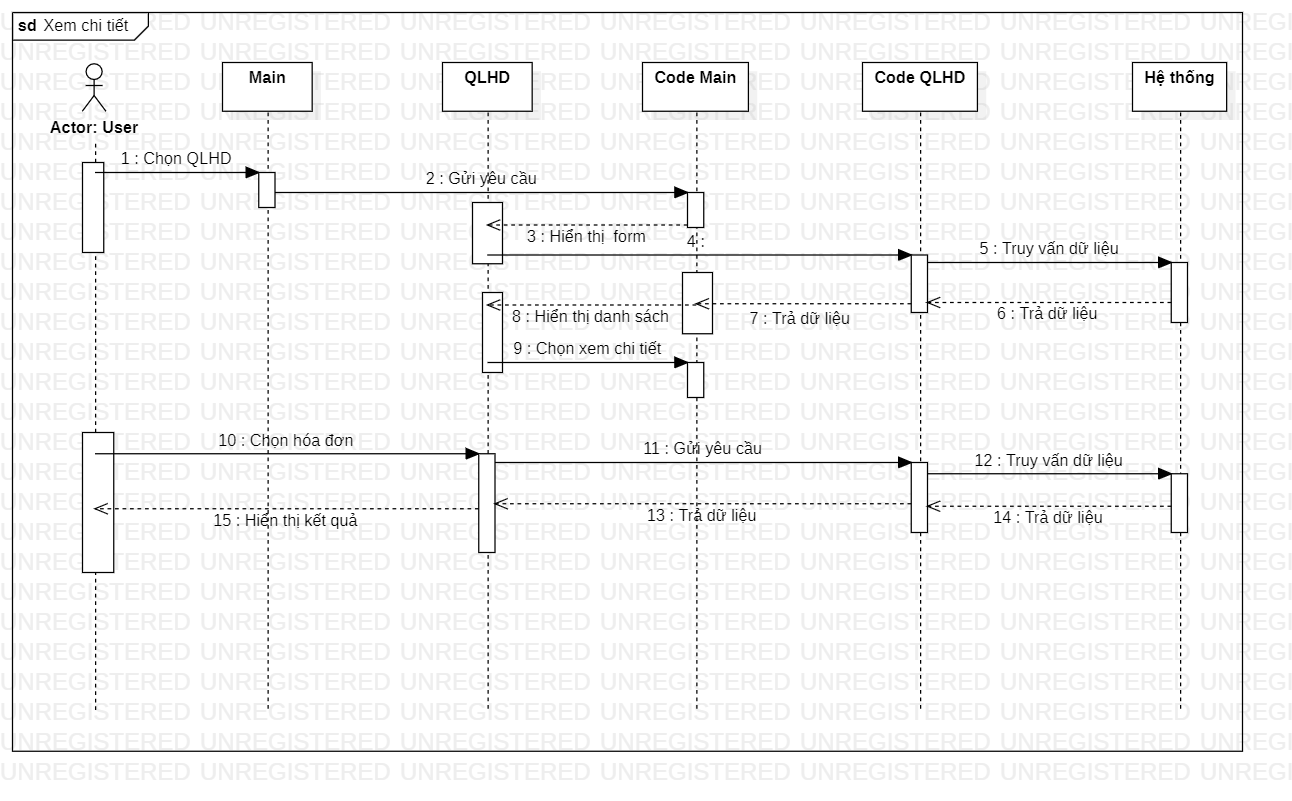 sd Xem chi tiết
Main
QLHD
Code Main
Code QLHD
Hệ thống
Actor: User
1 : Chọn QLHD
2 : Gửi yêu cầu
3 : Hiển thị form
4 :
5 : Truy vấn dữ liệu
6 : Trả dữ liệu
7 : Trả dữ liệu
8 : Hiển thị danh sách
9 : Chọn xem chi tiết
10 : Chọn hóa đơn
11 : Gửi yêu cầu
12 : Truy vấn dữ liệu
13 : Trả dữ liệu
14 : Trả dữ liệu
15 : Hiển thị kết quả
UNREGISTERED